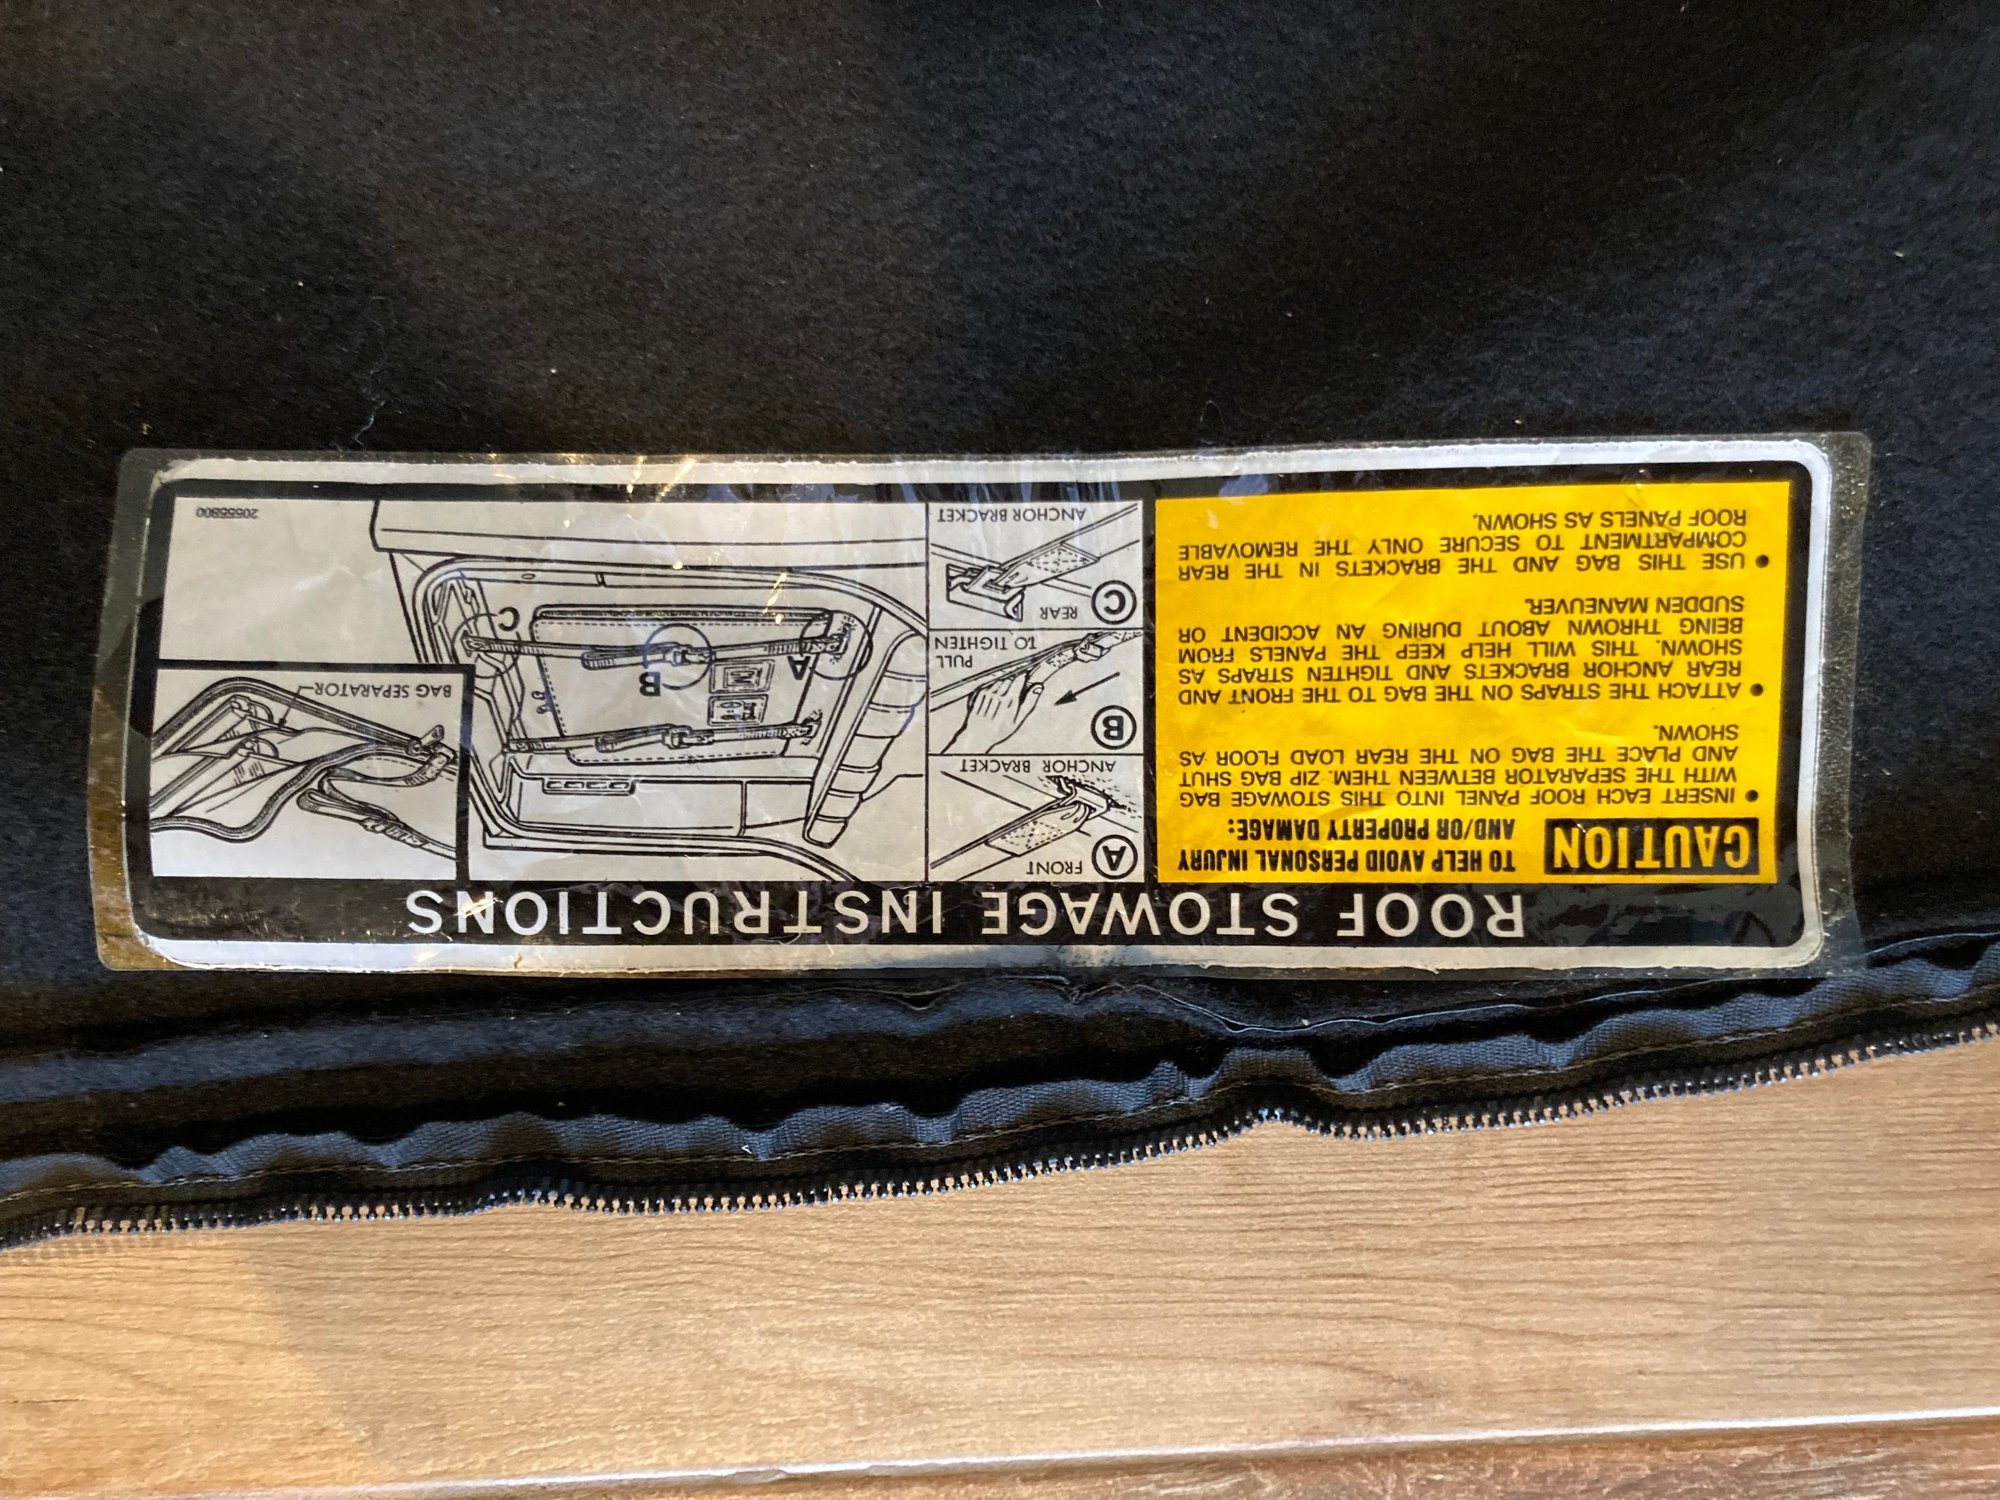 ROOF STOWAGE INSTRUCTIONS
CAUTION
TO HELP AVOID PERSONAL INJURY
AND/OR PROPERTY DAMAGE:
• INSERT EACH ROOF PANEL INTO THIS STOWAGE BAG
WITH THE SEPARATOR BETWEEN THEM. ZIP BAG SHUT
AND PLACE THE BAG ON THE REAR LOAD FLOOR AS
SHOWN.
• ATTACH THE STRAPS ON THE BAG TO THE FRONT AND
REAR ANCHOR BRACKETS AND TIGHTEN STRAPS AS
SHOWN. THIS WILL HELP KEEP THE PANELS FROM
BEING THROWN ABOUT DURING AN ACCIDENT OR
SUDDEN MANEUVER.
• USE THIS BAG AND THE BRACKETS IN THE REAR
COMPARTMENT TO SECURE ONLY THE REMOVABLE
ROOF PANELS AS SHOWN.
A
FRONT
ANCHOR BRACKET
B
PULL
TO TIGHTEN
C
REAR
ANCHOR BRACKET
A
B
C
BAG SEPARATOR
20555800